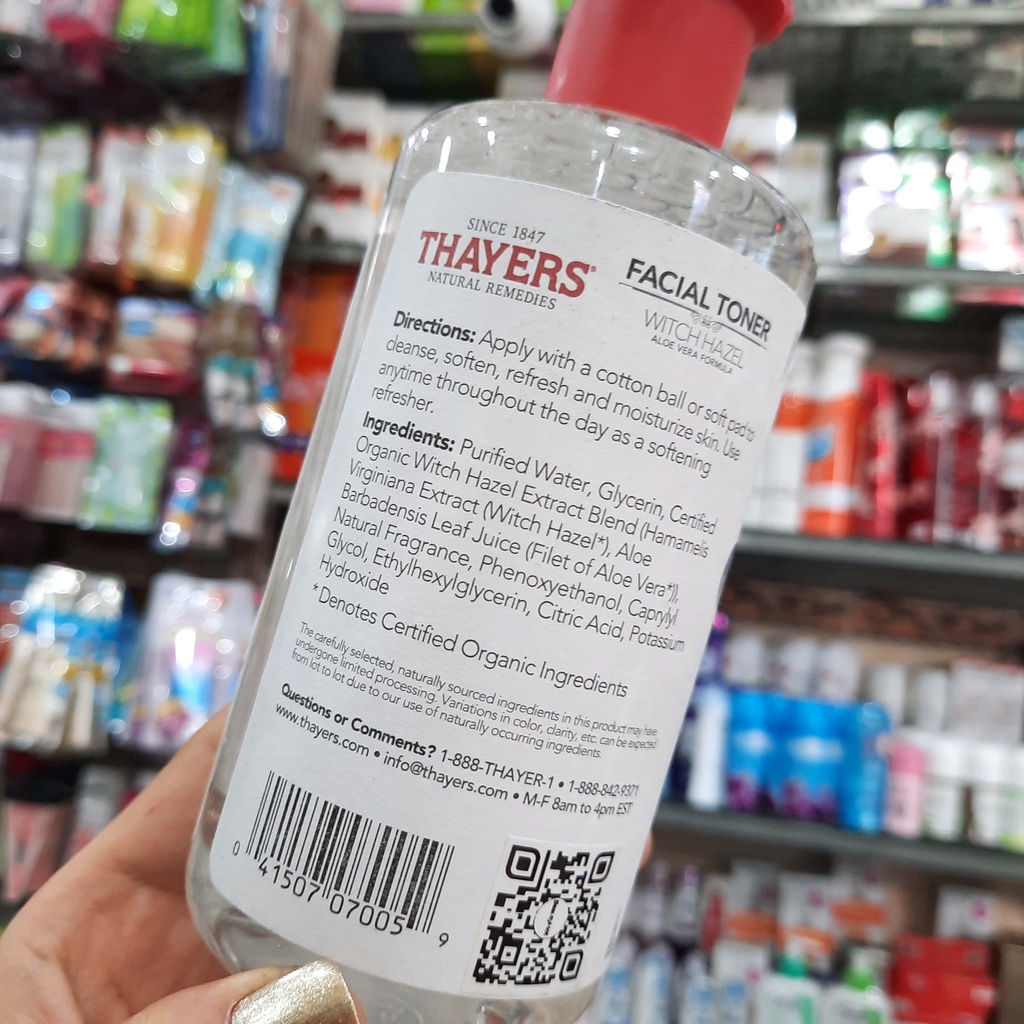 SINCE 1847
THAYERS®
NATURAL REMEDIES
FACIAL TONER
WITCH HAZEL
ALOE VERA FORMULA
Directions: Apply with a cotton ball or soft pad to
cleanse, soften, refresh and moisturize skin. Use
anytime throughout the day as a softening
refresher.
Ingredients: Purified Water, Glycerin, Certified
Organic Witch Hazel Extract Blend (Hamamelis
Virginiana Extract (Witch Hazel*), Aloe
Barbadensis Leaf Juice (Filet of Aloe Vera*)),
Natural Fragrance, Phenoxyethanol, Caprylyl
Glycol, Ethylhexylglycerin, Citric Acid, Potassium
Hydroxide
*Denotes Certified Organic Ingredients
The carefully selected, naturally sourced ingredients in this product may have
undergone limited processing. Variations in color, clarity, etc. can be expected
from lot to lot due to our use of naturally occurring ingredients.
Questions or Comments? 1-888-THAYER-1 • 1-888-842-9371
www.thayers.com • info@thayers.com • M-F 8am to 4pm EST
0 41507 07005 9